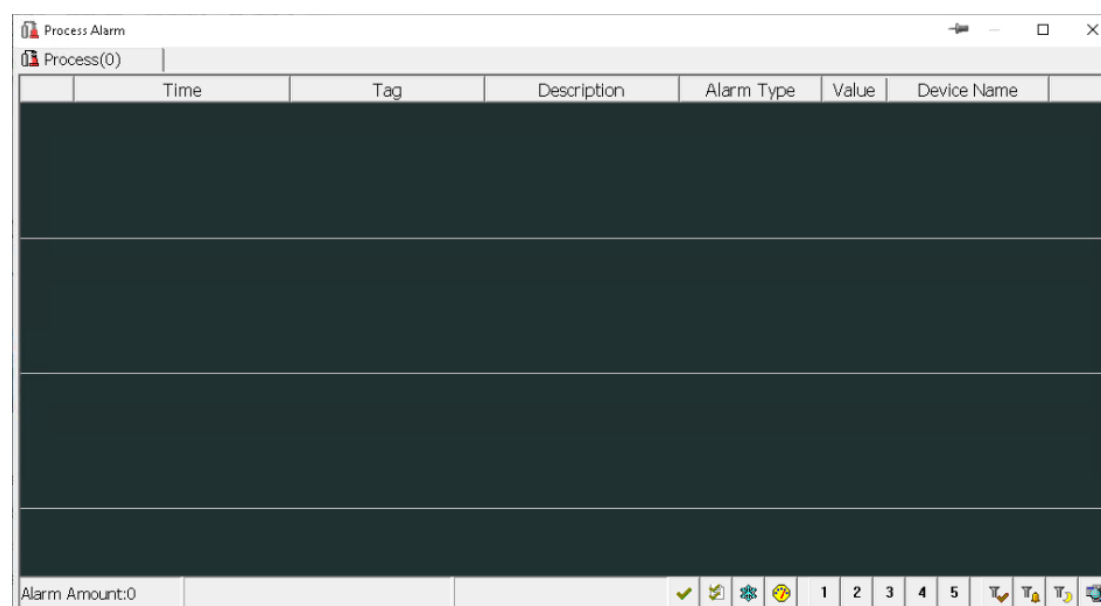 Process Alarm
Process(0)
Time Tag Description Alarm Type Value Device Name
Alarm Amount:0 1 2 3 4 5